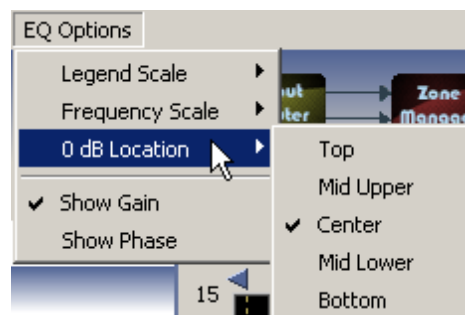 EQ Options
Legend Scale
Frequency Scale
0 dB Location
Show Gain
Show Phase
Top
Mid Upper
Center
Mid Lower
Bottom
Zone
15